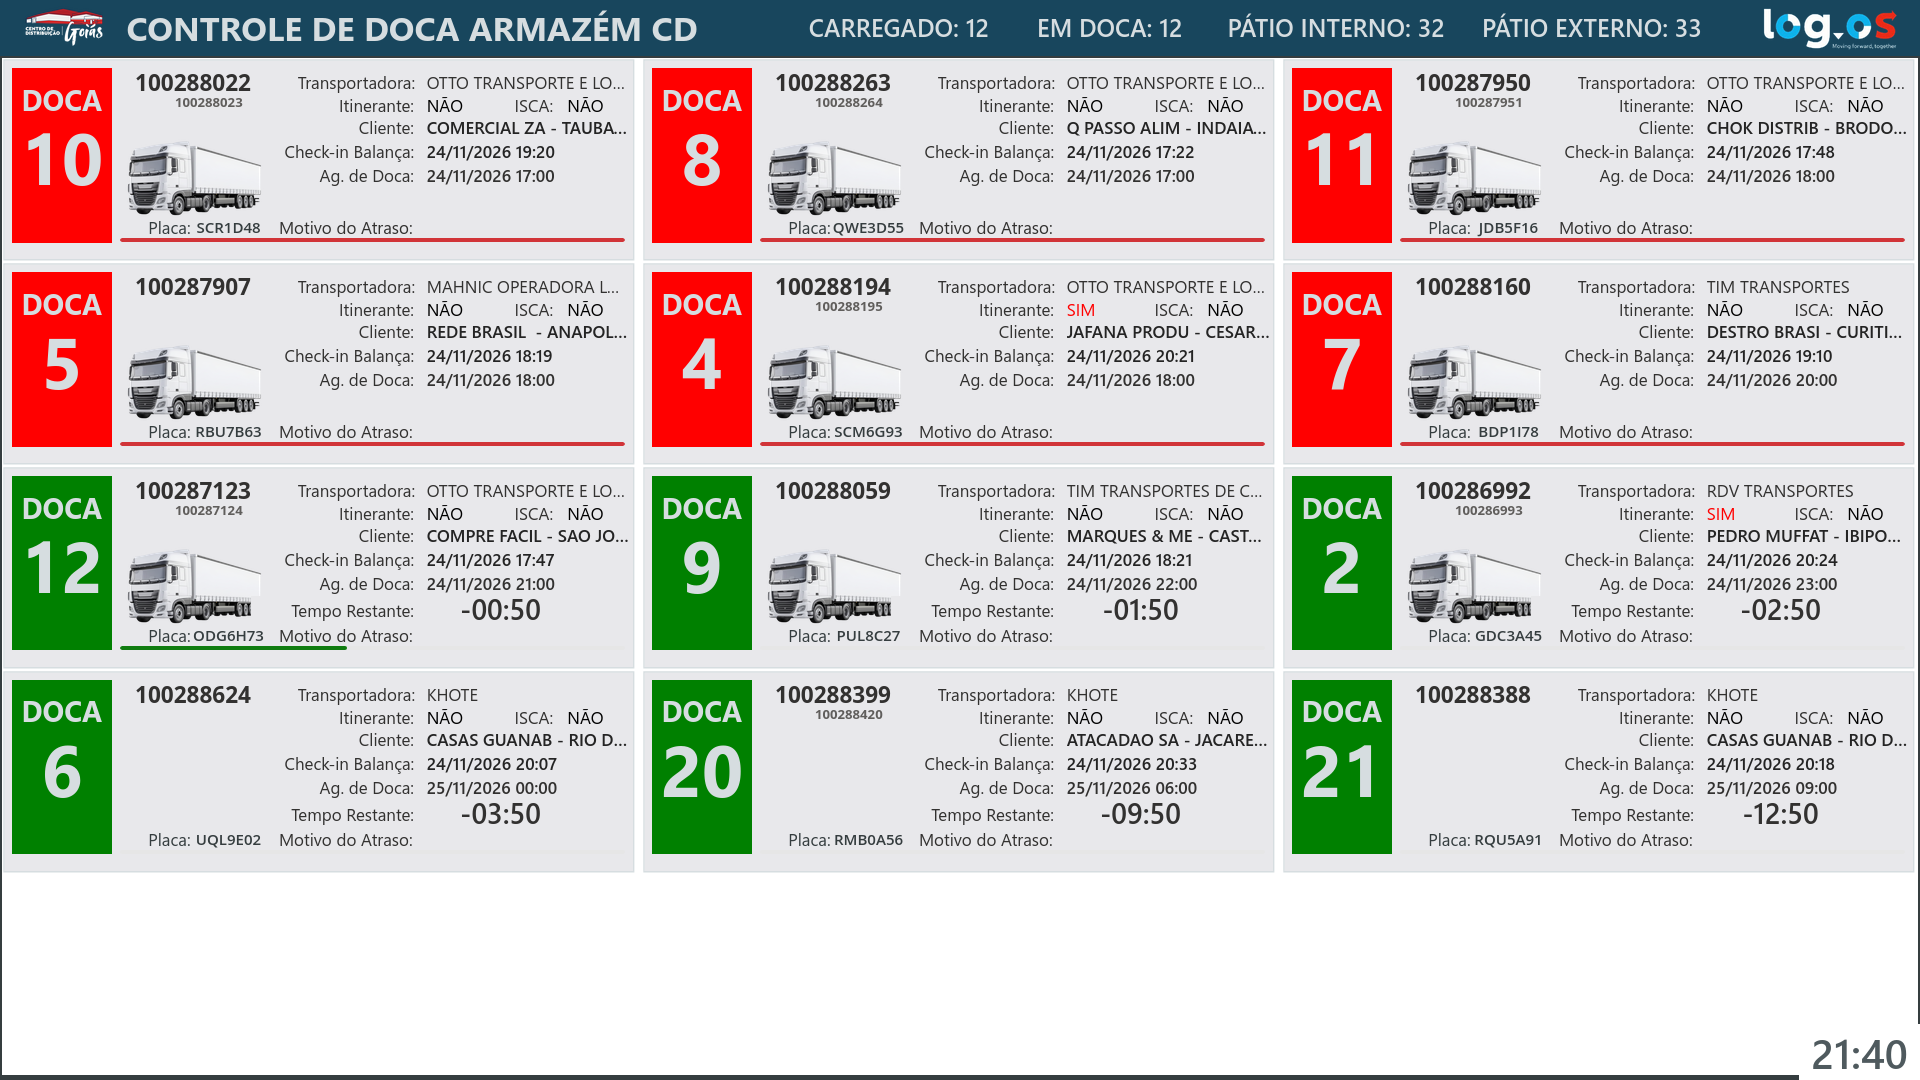 CENTRO DE DISTRIBUIÇÃO Goiás
CONTROLE DE DOCA ARMAZÉM CD
CARREGADO: 12
EM DOCA: 12
PÁTIO INTERNO: 32
PÁTIO EXTERNO: 33
log.os
Moving forward, together
DOCA
10
100288022
100288023
Transportadora: OTTO TRANSPORTE E LO...
Itinerante: NÃO ISCA: NÃO
Cliente: COMERCIAL ZA - TAUBA...
Check-in Balança: 24/11/2026 19:20
Ag. de Doca: 24/11/2026 17:00
Placa: SCR1D48 Motivo do Atraso:
DOCA
8
100288263
100288264
Transportadora: OTTO TRANSPORTE E LO...
Itinerante: NÃO ISCA: NÃO
Cliente: Q PASSO ALIM - INDAIA...
Check-in Balança: 24/11/2026 17:22
Ag. de Doca: 24/11/2026 17:00
Placa: QWE3D55 Motivo do Atraso:
DOCA
11
100287950
100287951
Transportadora: OTTO TRANSPORTE E LO...
Itinerante: NÃO ISCA: NÃO
Cliente: CHOK DISTRIB - BRODO...
Check-in Balança: 24/11/2026 17:48
Ag. de Doca: 24/11/2026 18:00
Placa: JDB5F16 Motivo do Atraso:
DOCA
5
100287907
Transportadora: MAHNIC OPERADORA L...
Itinerante: NÃO ISCA: NÃO
Cliente: REDE BRASIL - ANAPOL...
Check-in Balança: 24/11/2026 18:19
Ag. de Doca: 24/11/2026 18:00
Placa: RBU7B63 Motivo do Atraso:
DOCA
4
100288194
100288195
Transportadora: OTTO TRANSPORTE E LO...
Itinerante: SIM ISCA: NÃO
Cliente: JAFANA PRODU - CESAR...
Check-in Balança: 24/11/2026 20:21
Ag. de Doca: 24/11/2026 18:00
Placa: SCM6G93 Motivo do Atraso:
DOCA
7
100288160
Transportadora: TIM TRANSPORTES
Itinerante: NÃO ISCA: NÃO
Cliente: DESTRO BRASI - CURITI...
Check-in Balança: 24/11/2026 19:10
Ag. de Doca: 24/11/2026 20:00
Placa: BDP1I78 Motivo do Atraso:
DOCA
12
100287123
100287124
Transportadora: OTTO TRANSPORTE E LO...
Itinerante: NÃO ISCA: NÃO
Cliente: COMPRE FACIL - SAO JO...
Check-in Balança: 24/11/2026 17:47
Ag. de Doca: 24/11/2026 21:00
Tempo Restante: -00:50
Placa: ODG6H73 Motivo do Atraso:
DOCA
9
100288059
Transportadora: TIM TRANSPORTES DE C...
Itinerante: NÃO ISCA: NÃO
Cliente: MARQUES & ME - CAST...
Check-in Balança: 24/11/2026 18:21
Ag. de Doca: 24/11/2026 22:00
Tempo Restante: -01:50
Placa: PUL8C27 Motivo do Atraso:
DOCA
2
100286992
100286993
Transportadora: RDV TRANSPORTES
Itinerante: SIM ISCA: NÃO
Cliente: PEDRO MUFFAT - IBIPO...
Check-in Balança: 24/11/2026 20:24
Ag. de Doca: 24/11/2026 23:00
Tempo Restante: -02:50
Placa: GDC3A45 Motivo do Atraso:
DOCA
6
100288624
Transportadora: KHOTE
Itinerante: NÃO ISCA: NÃO
Cliente: CASAS GUANAB - RIO D...
Check-in Balança: 24/11/2026 20:07
Ag. de Doca: 25/11/2026 00:00
Tempo Restante: -03:50
Placa: UQL9E02 Motivo do Atraso:
DOCA
20
100288399
100288420
Transportadora: KHOTE
Itinerante: NÃO ISCA: NÃO
Cliente: ATACADAO SA - JACARE...
Check-in Balança: 24/11/2026 20:33
Ag. de Doca: 25/11/2026 06:00
Tempo Restante: -09:50
Placa: RMB0A56 Motivo do Atraso:
DOCA
21
100288388
Transportadora: KHOTE
Itinerante: NÃO ISCA: NÃO
Cliente: CASAS GUANAB - RIO D...
Check-in Balança: 24/11/2026 20:18
Ag. de Doca: 25/11/2026 09:00
Tempo Restante: -12:50
Placa: RQU5A91 Motivo do Atraso:
21:40